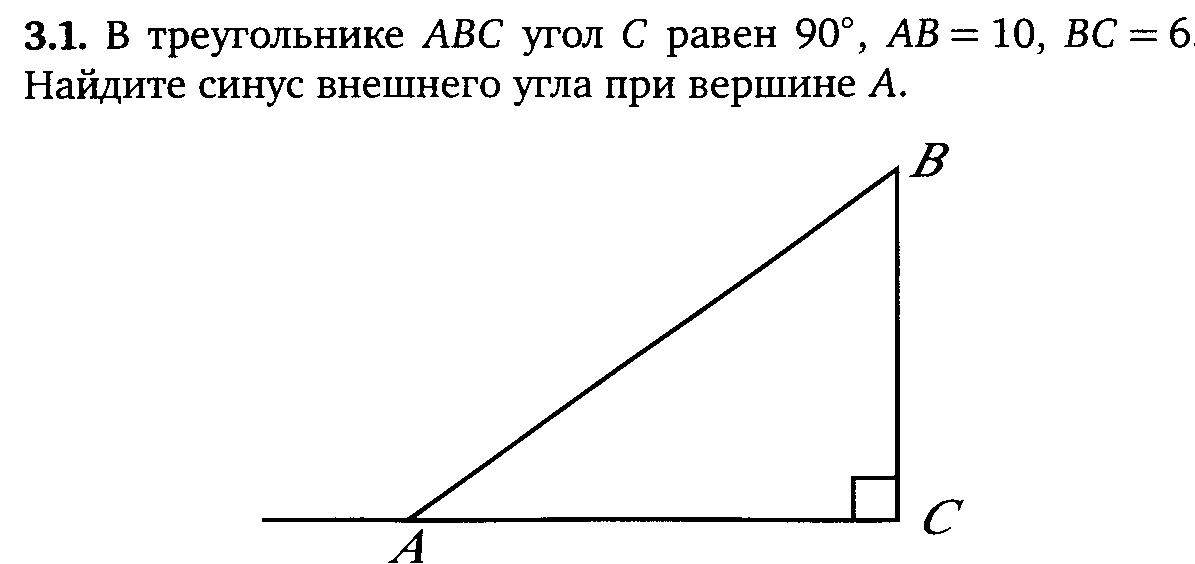 3.1. В треугольнике ABC угол C равен 90°, AB = 10, BC = 6.
Найдите синус внешнего угла при вершине A.
B
C
A